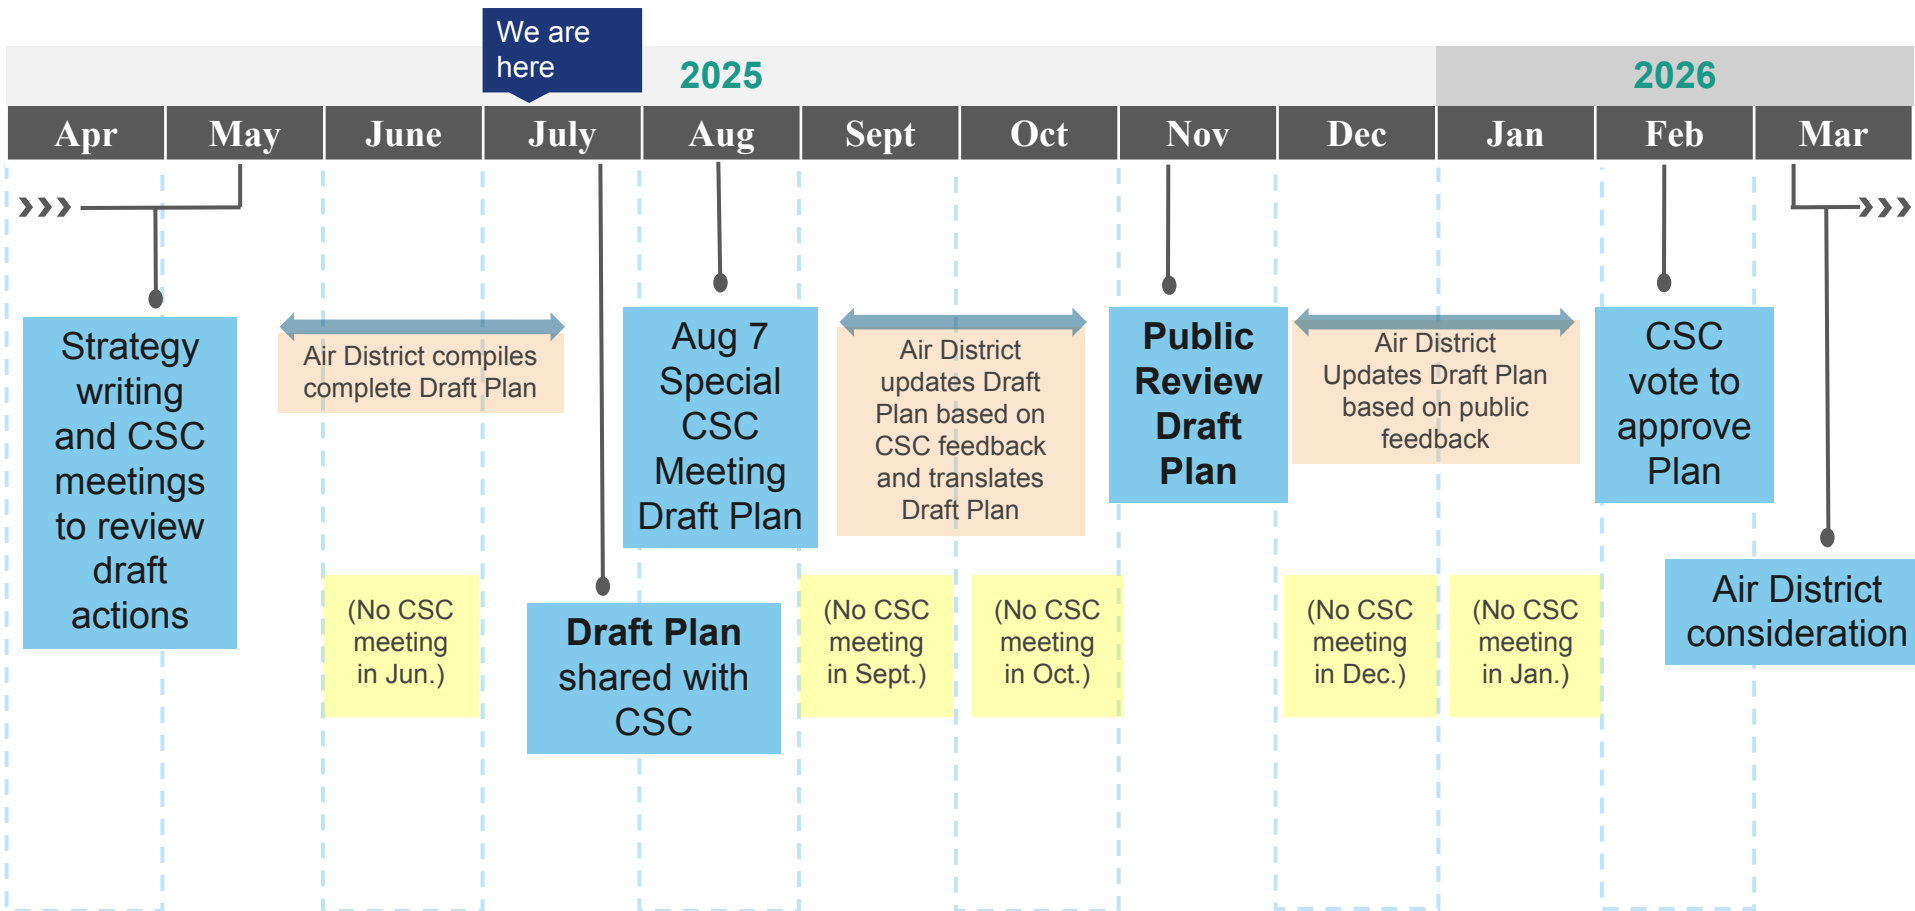 We are
here
2025
2026
Apr
May
June
July
Aug
Sept
Oct
Nov
Dec
Jan
Feb
Mar
Strategy
writing
and CSC
meetings
to review
draft
actions
Air District compiles
complete Draft Plan
(No CSC
meeting
in Jun.)
Draft Plan
shared with
CSC
Aug 7
Special
CSC
Meeting
Draft Plan
Air District
updates Draft
Plan based on
CSC feedback
and translates
Draft Plan
(No CSC
meeting
in Sept.)
(No CSC
meeting
in Oct.)
Public
Review
Draft
Plan
Air District
Updates Draft Plan
based on public
feedback
(No CSC
meeting
in Dec.)
(No CSC
meeting
in Jan.)
CSC
vote to
approve
Plan
Air District
consideration